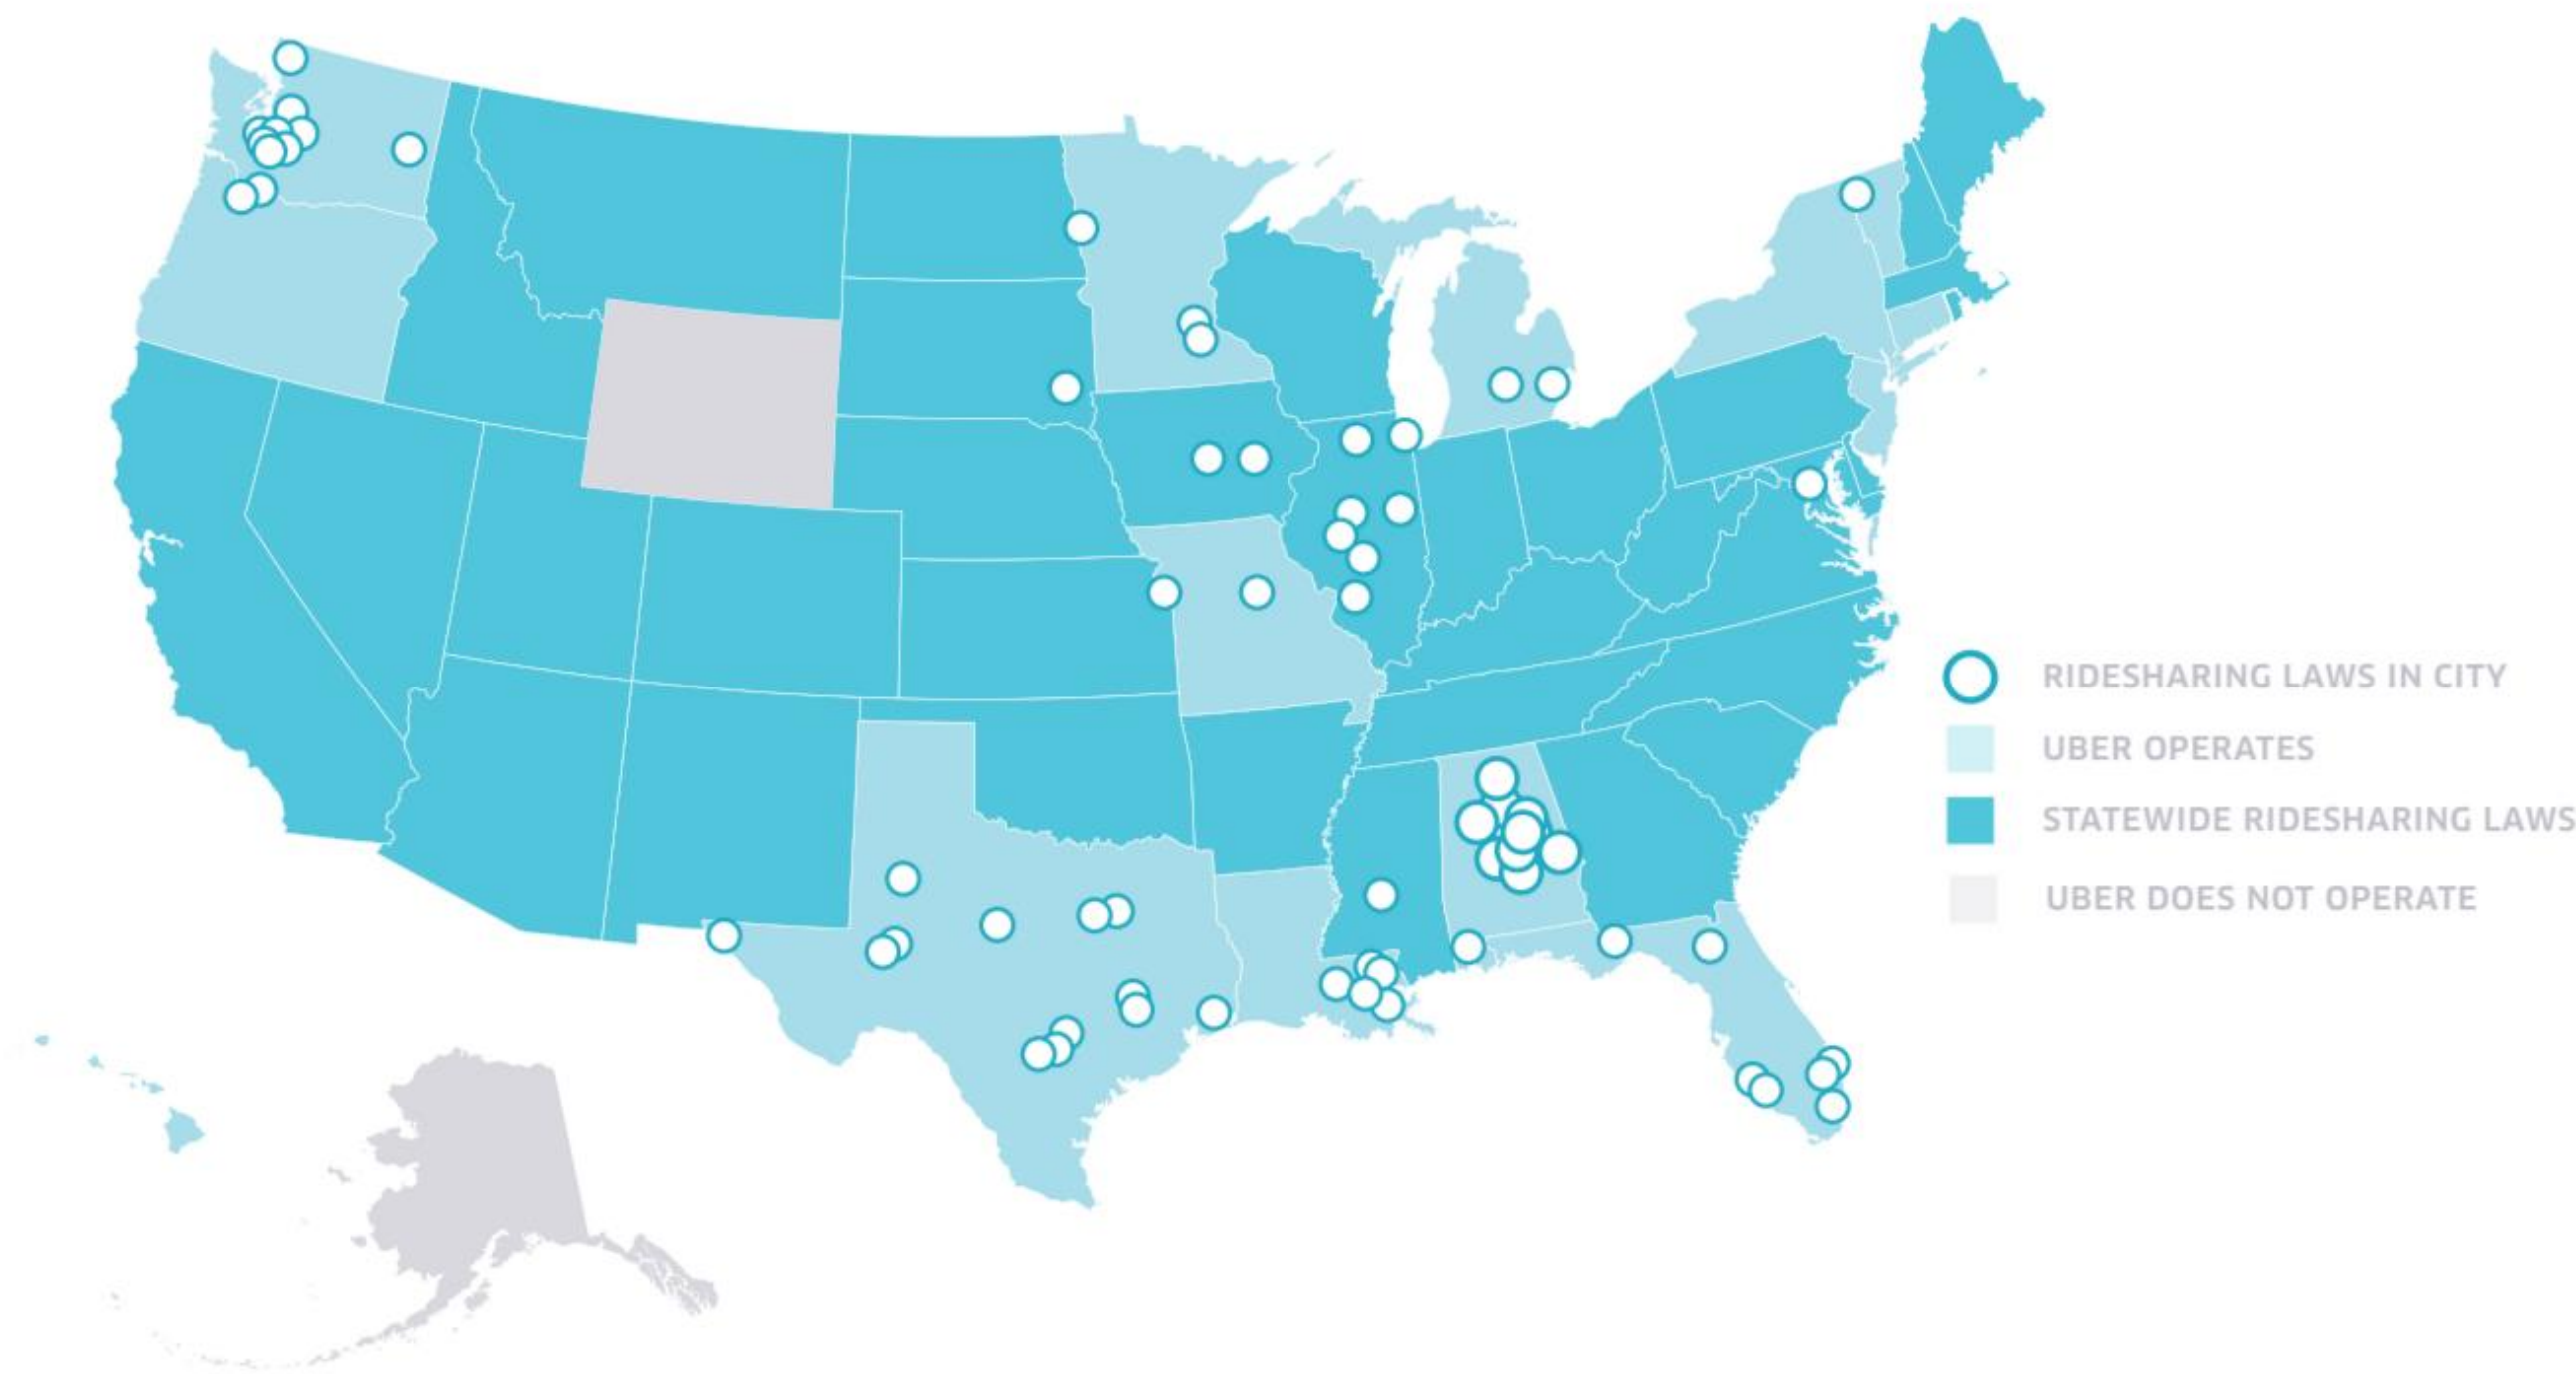 RIDESHARING LAWS IN CITY
UBER OPERATES
STATEWIDE RIDESHARING LAWS
UBER DOES NOT OPERATE